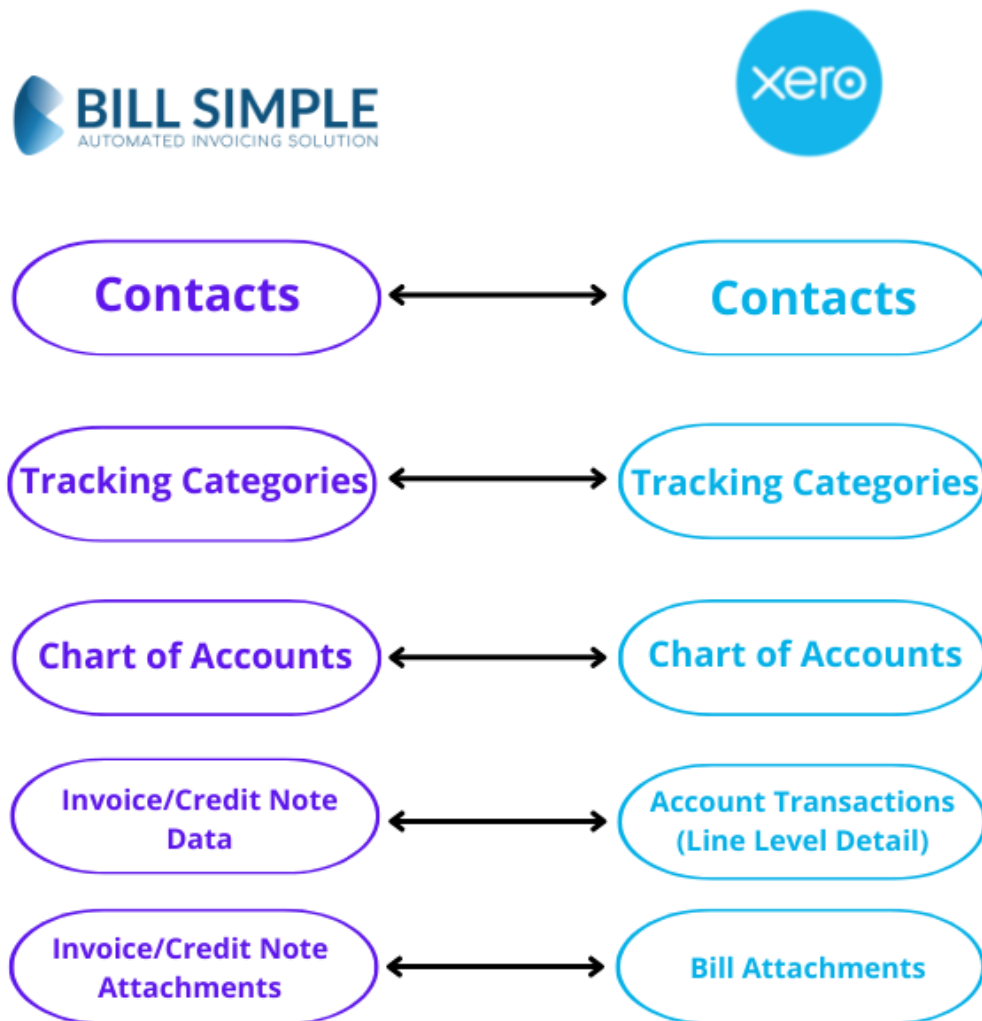 BILL SIMPLE
AUTOMATED INVOICING SOLUTION
xero
Contacts
Contacts
Tracking Categories
Tracking Categories
Chart of Accounts
Chart of Accounts
Invoice/Credit Note
Data
Account Transactions
(Line Level Detail)
Invoice/Credit Note
Attachments
Bill Attachments